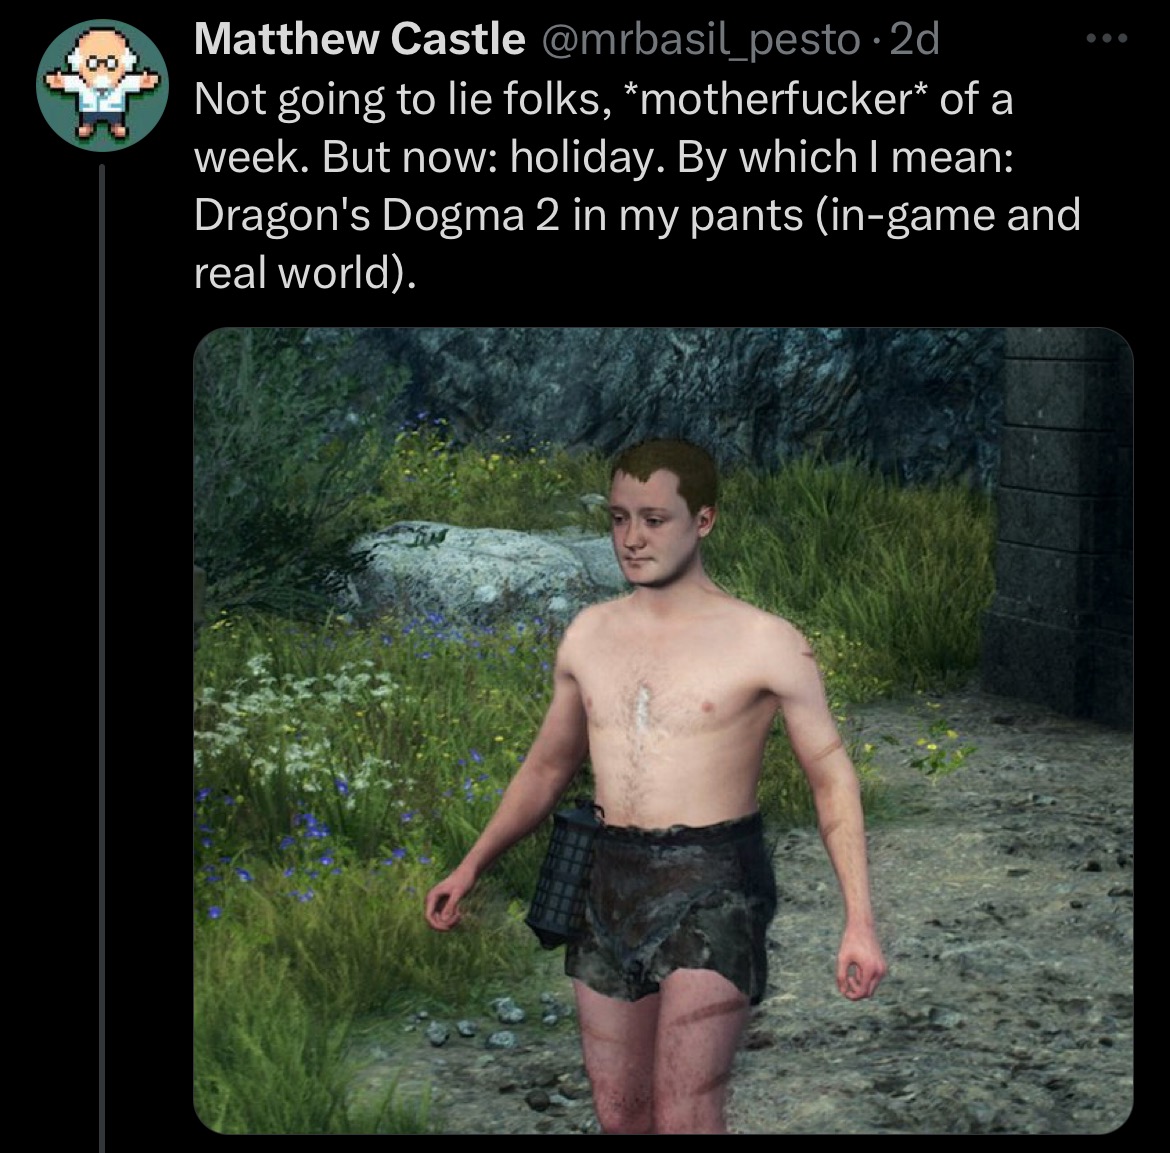 Matthew Castle @mrbasil_pesto · 2d
Not going to lie folks, *motherfucker* of a
week. But now: holiday. By which I mean:
Dragon's Dogma 2 in my pants (in-game and
real world).